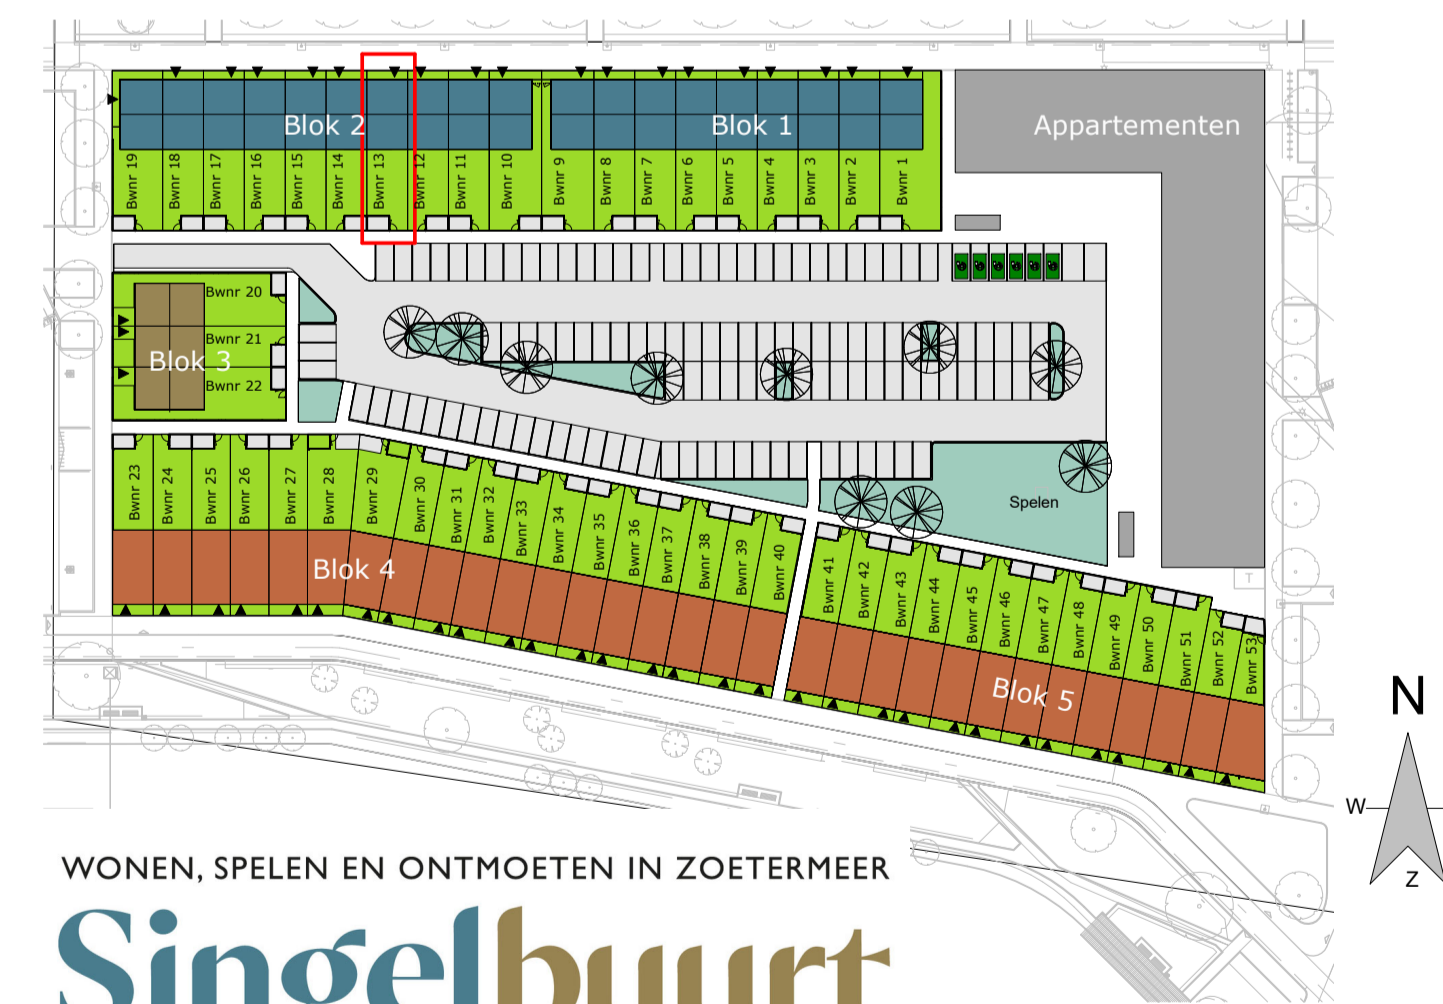 Blok 2
Blok 1
Appartementen
Bwnr 19
Bwnr 18
Bwnr 17
Bwnr 16
Bwnr 15
Bwnr 14
Bwnr 13
Bwnr 12
Bwnr 11
Bwnr 10
Bwnr 9
Bwnr 8
Bwnr 7
Bwnr 6
Bwnr 5
Bwnr 4
Bwnr 3
Bwnr 2
Bwnr 1
Bwnr 20
Bwnr 21
Blok 3
Bwnr 22
Bwnr 23
Bwnr 24
Bwnr 25
Bwnr 26
Bwnr 27
Bwnr 28
Bwnr 29
Bwnr 30
Bwnr 31
Bwnr 32
Bwnr 33
Bwnr 34
Bwnr 35
Bwnr 36
Bwnr 37
Bwnr 38
Bwnr 39
Bwnr 40
Spelen
Blok 4
Bwnr 41
Bwnr 42
Bwnr 43
Bwnr 44
Bwnr 45
Bwnr 46
Bwnr 47
Bwnr 48
Bwnr 49
Bwnr 50
Bwnr 51
Bwnr 52
Bwnr 53
T
Blok 5
N
W
Z
WONEN, SPELEN EN ONTMOETEN IN ZOETERMEER
Singelbuurt